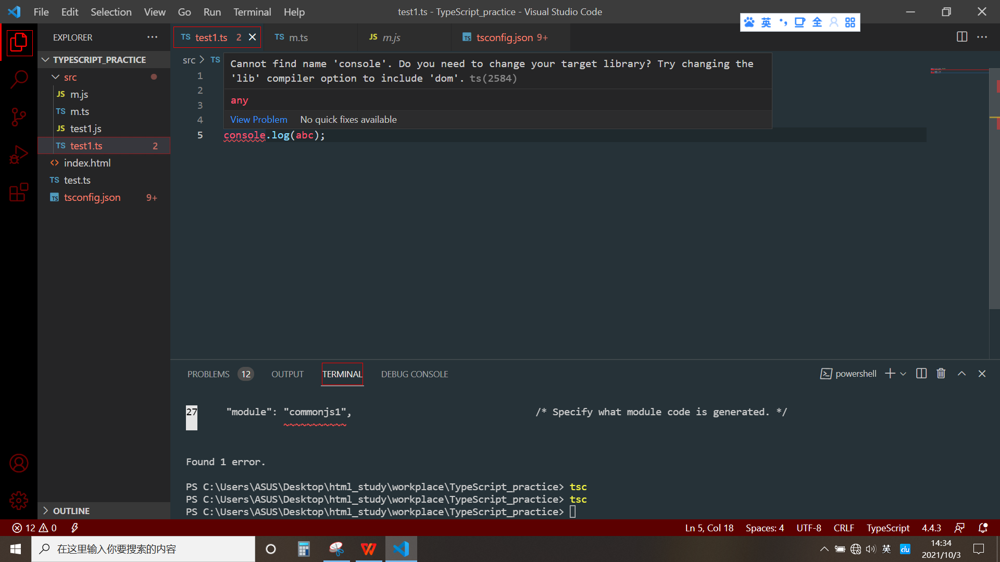 File Edit Selection View Go Run Terminal Help
test1.ts - TypeScript_practice - Visual Studio Code
英 全
EXPLORER
TS test1.ts 2
TS m.ts
JS m.js
TS tsconfig.json 9+
TYPESCRIPT_PRACTICE
src
JS m.js
TS m.ts
JS test1.js
TS test1.ts 2
index.html
TS test.ts
TS tsconfig.json 9+
OUTLINE
src TS
Cannot find name 'console'. Do you need to change your target library? Try changing the
'lib' compiler option to include 'dom'. ts(2584)
any
View Problem No quick fixes available
1
2
3
4
5 console.log(abc);
PROBLEMS 12 OUTPUT TERMINAL DEBUG CONSOLE
powershell
27 "module": "commonjs1", /* Specify what module code is generated. */
~~~~~~~~~~~
Found 1 error.
PS C:\Users\ASUS\Desktop\html_study\workplace\TypeScript_practice> tsc
PS C:\Users\ASUS\Desktop\html_study\workplace\TypeScript_practice> tsc
PS C:\Users\ASUS\Desktop\html_study\workplace\TypeScript_practice>
12 0
Ln 5, Col 18 Spaces: 4 UTF-8 CRLF TypeScript 4.4.3
在这里输入你要搜索的内容
英 du
14:34
2021/10/3